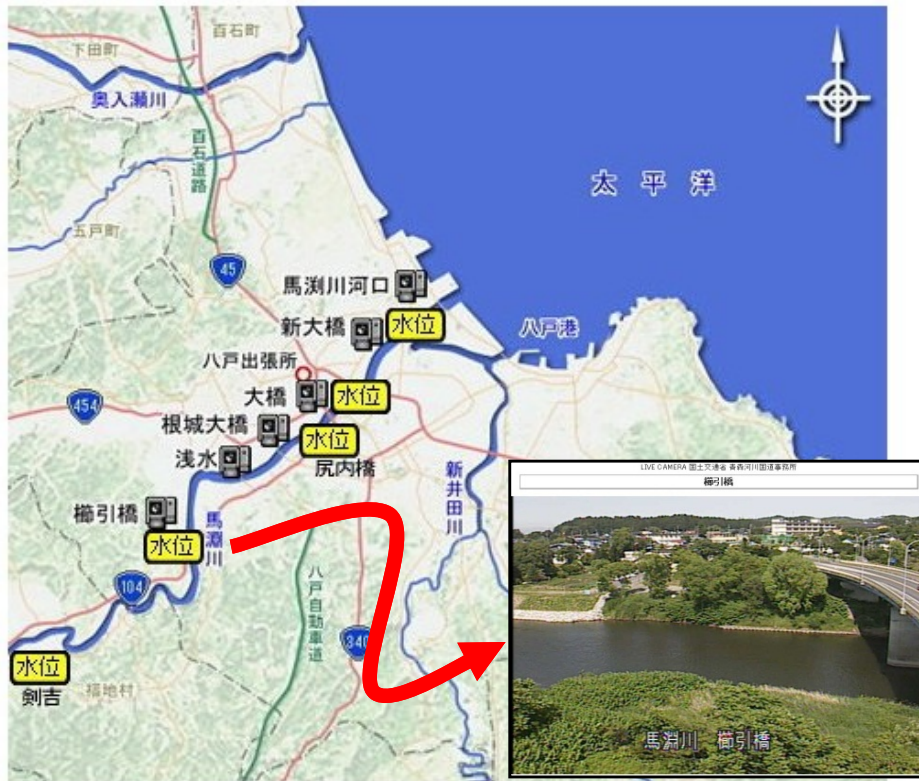 百石町
下田町
奥入瀬川
百石道路
太平洋
五戸町
45
馬渕川河口
新大橋
水位
八戸港
八戸出張所
大橋
水位
454
根城大橋
水位
浅水
尻内橋
新井田川
櫛引橋
馬淵川
水位
104
八戸自動車道
340
水位
剣吉
福地村
LIVE CAMERA 国土交通省 青森河川国道事務所
櫛引橋
馬淵川 櫛引橋